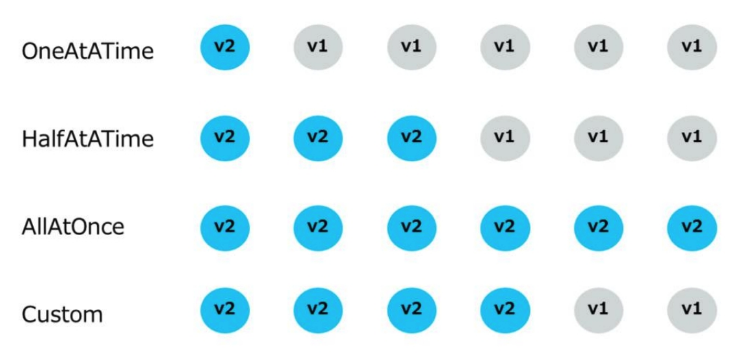 OneAtATime v2 v1 v1 v1 v1 v1
HalfAtATime v2 v2 v2 v1 v1 v1
AllAtOnce v2 v2 v2 v2 v2 v2
Custom v2 v2 v2 v2 v1 v1